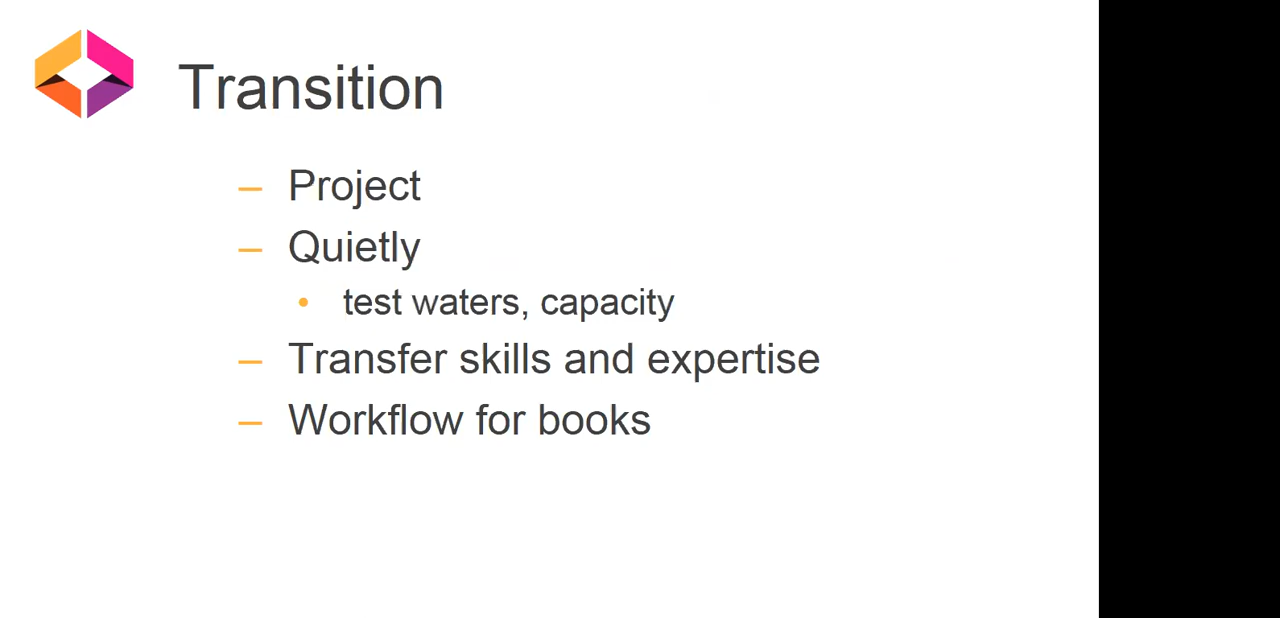 Transition
– Project
– Quietly
• test waters, capacity
– Transfer skills and expertise
– Workflow for books